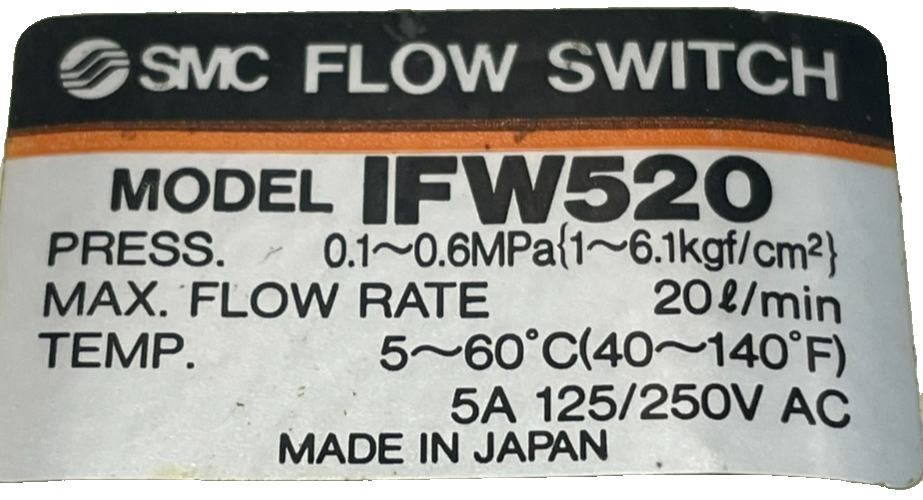 SMC FLOW SWITCH
MODEL IFW520
PRESS. 0.1~0.6MPa{1~6.1kgf/cm²}
MAX. FLOW RATE 20ℓ/min
TEMP. 5~60°C(40~140°F)
5A 125/250V AC
MADE IN JAPAN